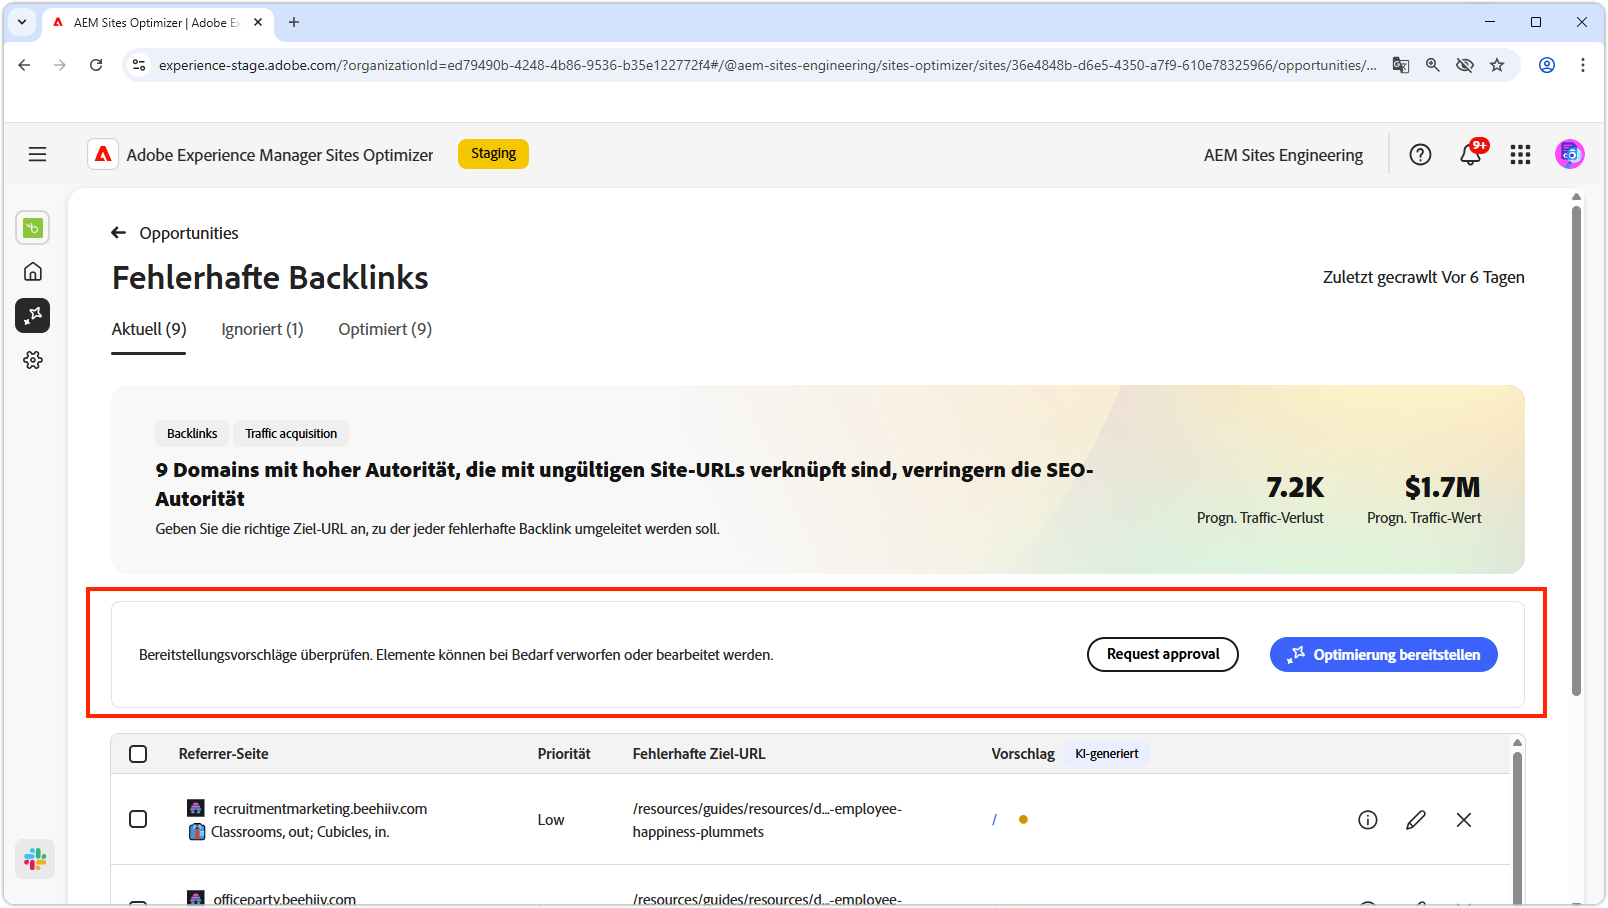 AEM Sites Optimizer | Adobe Ex
experience-stage.adobe.com/?organizationId=ed79490b-4248-4b86-9536-b35e122772f4#/@aem-sites-engineering/sites-optimizer/sites/36e4848b-d6e5-4350-a7f9-610e78325966/opportunities/...
Adobe Experience Manager Sites Optimizer
Staging
AEM Sites Engineering
9+
Opportunities
Fehlerhafte Backlinks
Zuletzt gecrawlt Vor 6 Tagen
Aktuell (9)
Ignoriert (1)
Optimiert (9)
Backlinks
Traffic acquisition
9 Domains mit hoher Autorität, die mit ungültigen Site-URLs verknüpft sind, verringern die SEO-
Autorität
Geben Sie die richtige Ziel-URL an, zu der jeder fehlerhafte Backlink umgeleitet werden soll.
7.2K
Progn. Traffic-Verlust
$1.7M
Progn. Traffic-Wert
Bereitstellungsvorschläge überprüfen. Elemente können bei Bedarf verworfen oder bearbeitet werden.
Request approval
Optimierung bereitstellen
Referrer-Seite
Priorität
Fehlerhafte Ziel-URL
Vorschlag
KI-generiert
recruitmentmarketing.beehiiv.com
Classrooms, out; Cubicles, in.
Low
/resources/guides/resources/d...-employee-
happiness-plummets
/
officeparty.beehiiv.com
/resources/guides/resources/d...-employee-